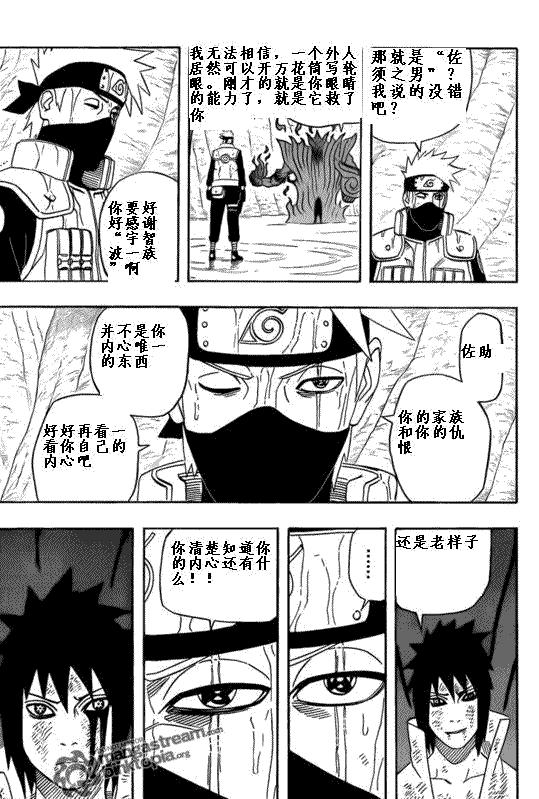 那就是“佐？
须之男”没错
我说的
吧？
我无法相信，一个外人
居然可以开万花筒写轮
眼。刚才的，就是你眼睛
的能力了，就是它救了
你
好谢智族
要感宇一啊
你好“波”
佐助
你的家族
和你的仇
恨
并不是你
内心唯一
的东西
好好再看一
看你自己的
内心吧
还是老样子
……
你清楚知道你
的内心还有什
么！！
mangastream.com